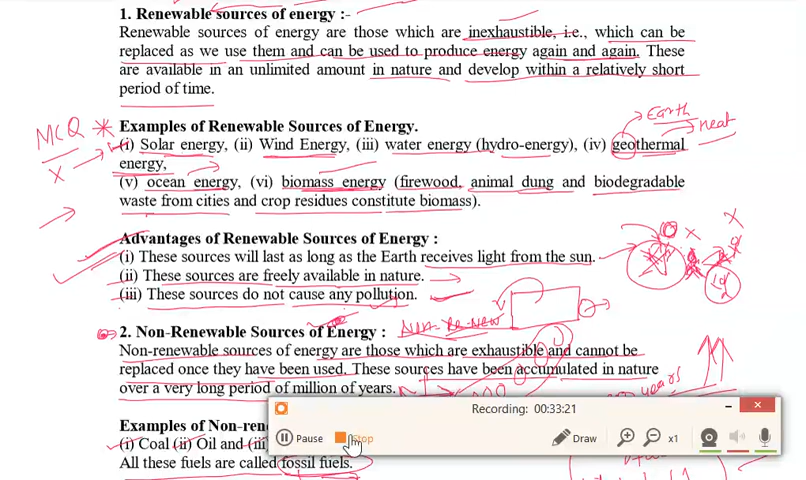 1. Renewable sources of energy :-
Renewable sources of energy are those which are inexhaustible, i.e., which can be
replaced as we use them and can be used to produce energy again and again. These
are available in an unlimited amount in nature and develop within a relatively short
period of time.
Earth
heat
MCQ
Examples of Renewable Sources of Energy.
(i) Solar energy, (ii) Wind Energy, (iii) water energy (hydro-energy), (iv) geothermal
energy,
(v) ocean energy, (vi) biomass energy (firewood, animal dung and biodegradable
waste from cities and crop residues constitute biomass).
Advantages of Renewable Sources of Energy :
(i) These sources will last as long as the Earth receives light from the sun.
(ii) These sources are freely available in nature.
(iii) These sources do not cause any pollution.
2. Non-Renewable Sources of Energy : Non-Re-new
Non-renewable sources of energy are those which are exhaustible and cannot be
replaced once they have been used. These sources have been accumulated in nature
over a very long period of million of years.
years
Recording: 00:33:21
Examples of Non-ren
Pause Stop Draw x1
(i) Coal (ii) Oil and (iii
All these fuels are called fossil fuels.